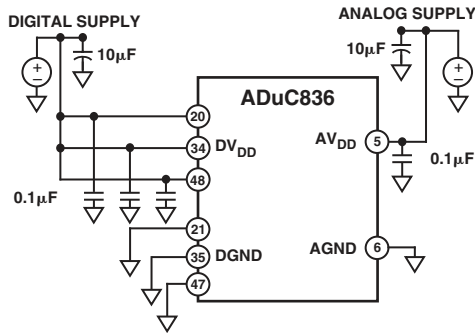 DIGITAL SUPPLY
ANALOG SUPPLY
10µF
10µF
ADuC836
20
34
DVDD
48
AVDD
5
0.1µF
0.1µF
21
35
DGND
47
AGND
6